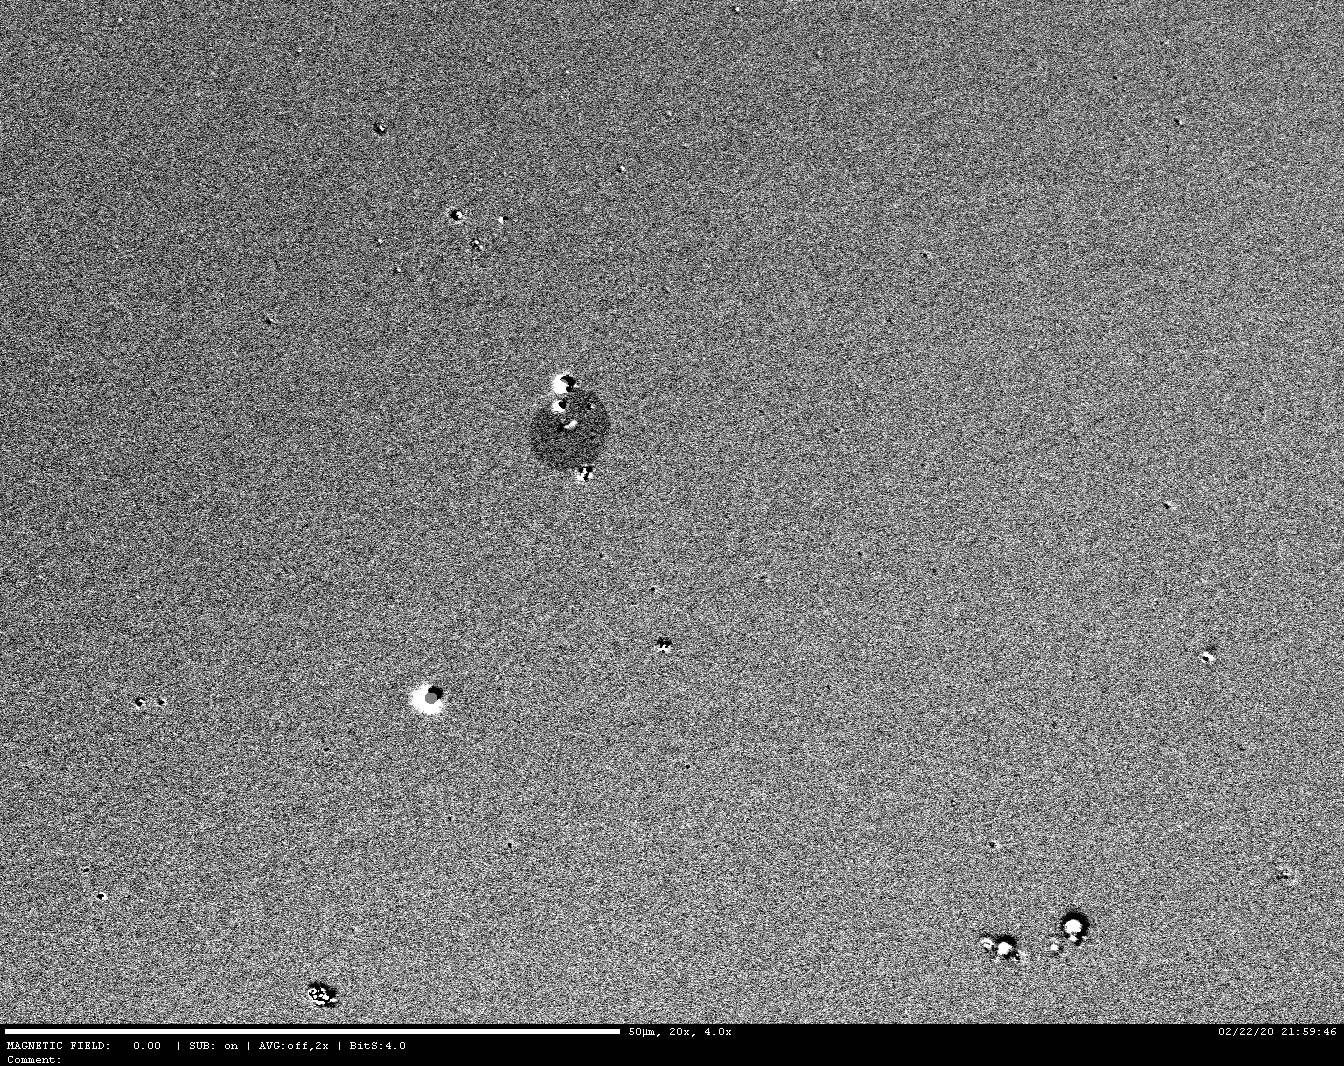 50µm, 20x, 4.0x 02/22/20 21:59:46
MAGNETIC FIELD: 0.00 | SUB: on | AVG:off,2x | BitS:4.0
Comment: